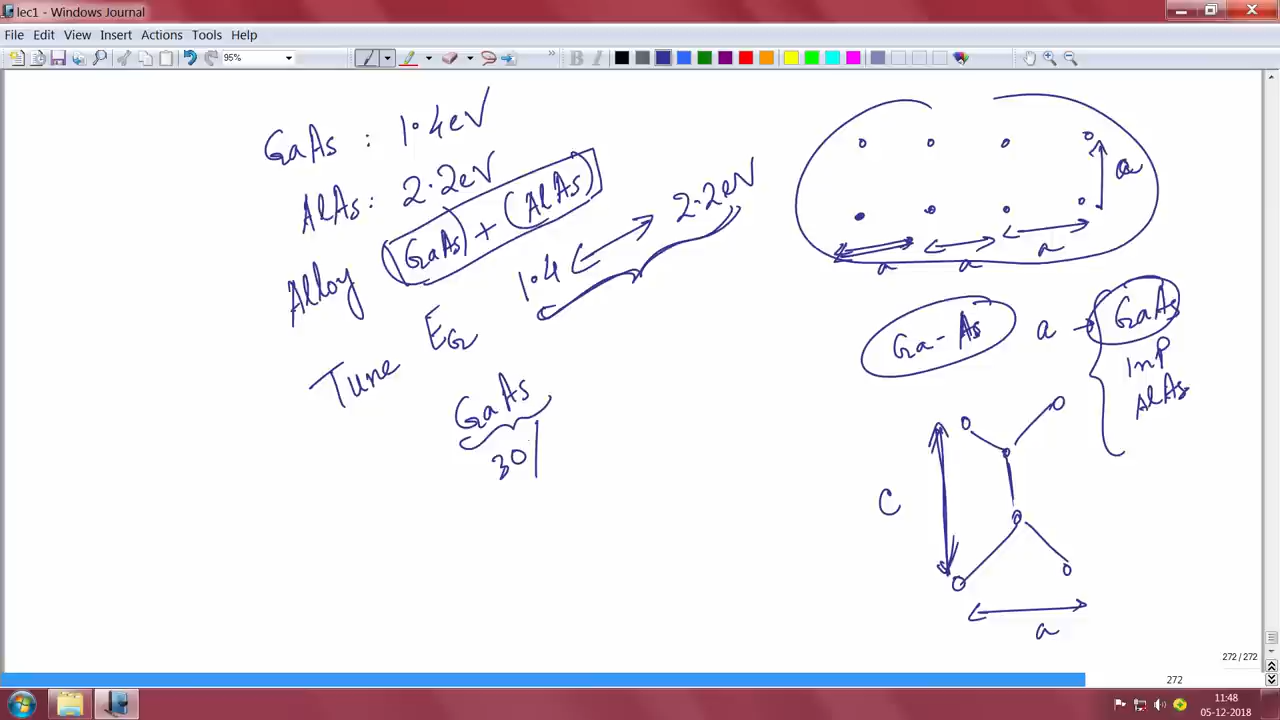 lec1 - Windows Journal
File Edit View Insert Actions Tools Help
95%
GaAs : 1.4eV
AlAs: 2.2eV
Alloy (GaAs) + (AlAs)
1.4 2.2eV
Tune EG
GaAs
30
a
a a a
Ga-As a → GaAs
InP
AlAs
C
a
272/272
272
11:48
05-12-2018